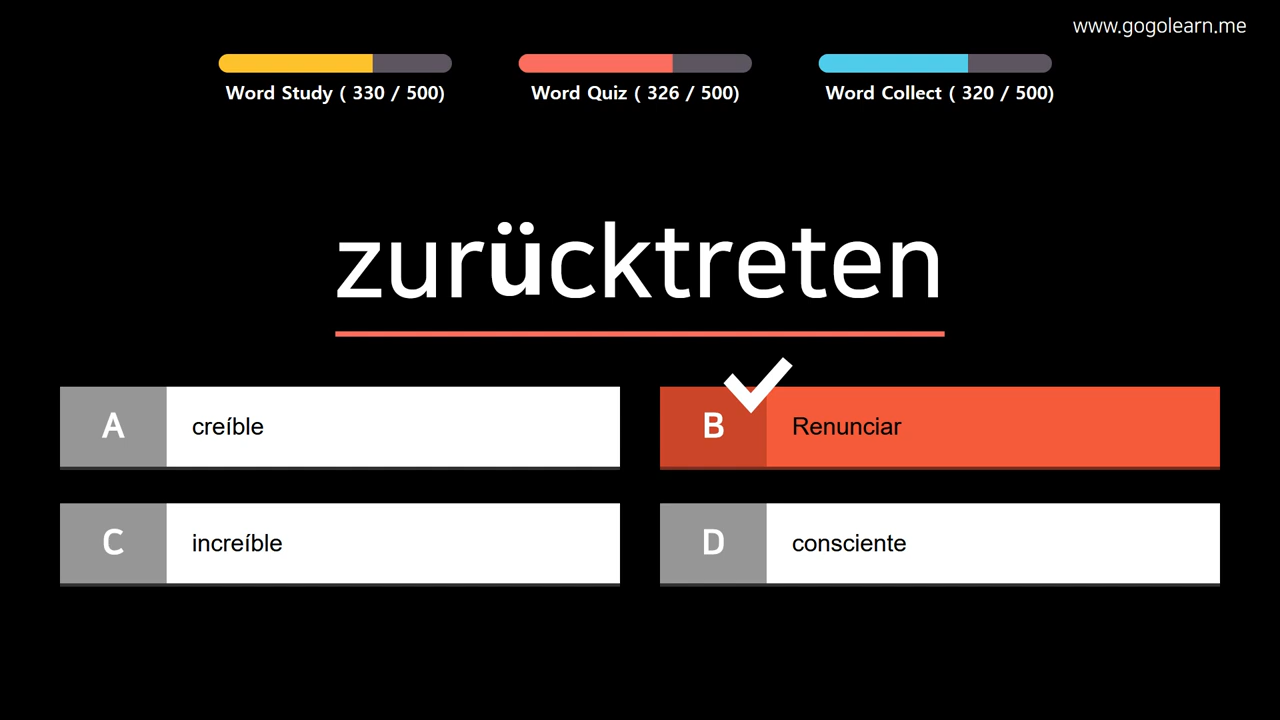 www.gogolearn.me
Word Study ( 330 / 500)
Word Quiz ( 326 / 500)
Word Collect ( 320 / 500)
zurücktreten
A
creíble
B
Renunciar
C
increíble
D
consciente